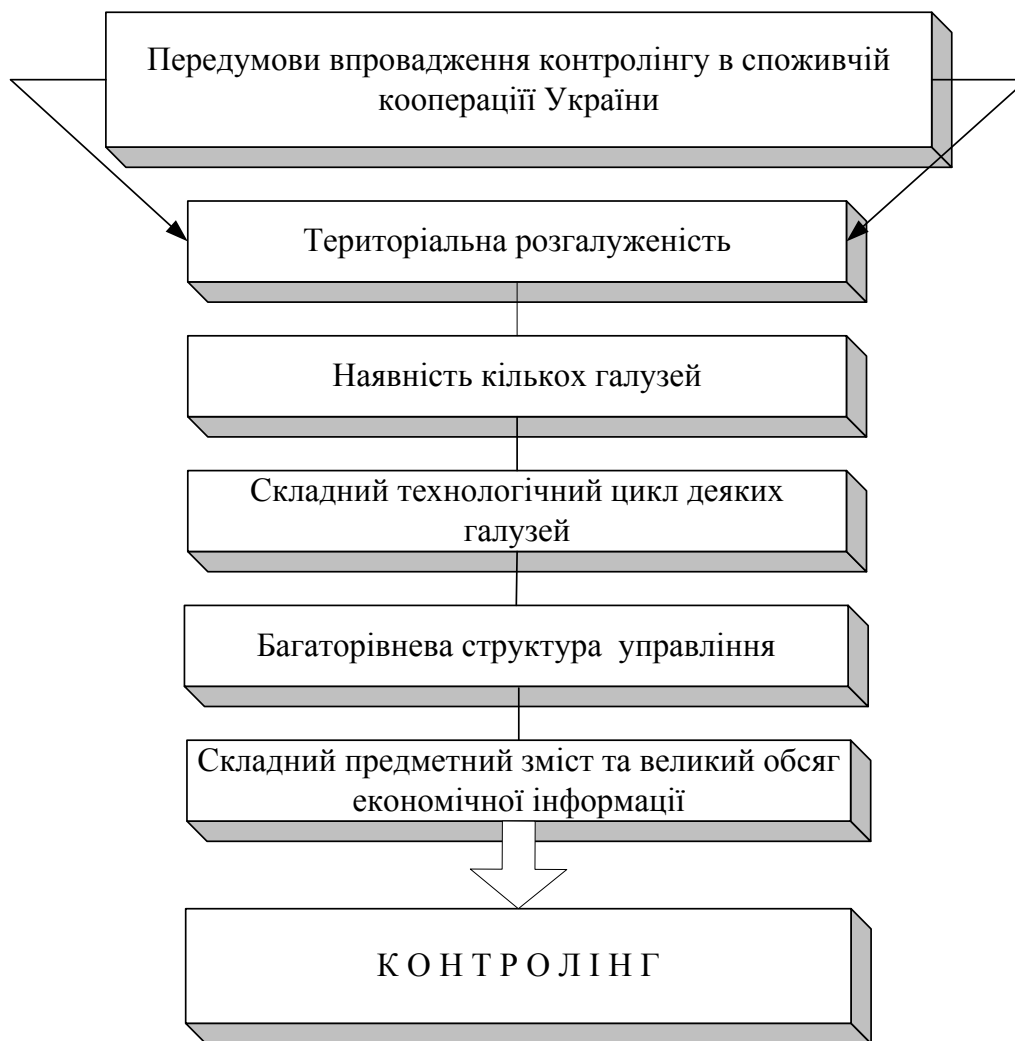 Передумови впровадження контролінгу в споживчій
коопераціїї України
Територіальна розгалуженість
Наявність кількох галузей
Складний технологічний цикл деяких
галузей
Багаторівнева структура  управління
Складний предметний зміст та великий обсяг
економічної інформації
К О Н Т Р О Л І Н Г